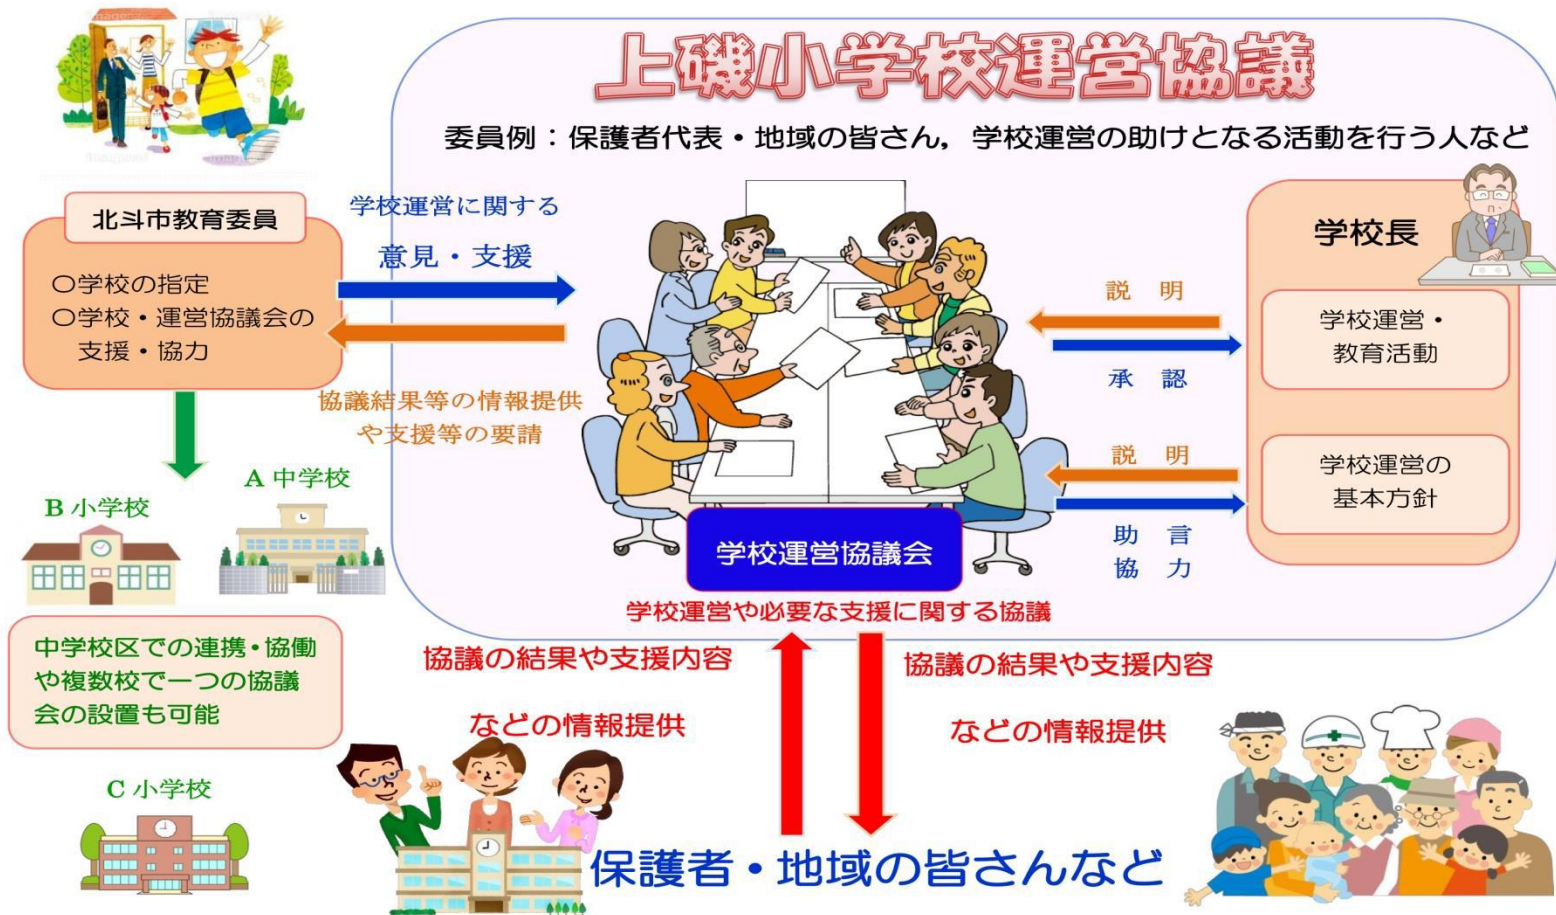 上磯小学校運営協議
委員例：保護者代表・地域の皆さん，学校運営の助けとなる活動を行う人など
北斗市教育委員
〇学校の指定
〇学校・運営協議会の
支援・協力
学校運営に関する
意見・支援
協議結果等の情報提供
や支援等の要請
学校長
説　明
学校運営・
教育活動
承　認
説　明
学校運営の
基本方針
助　言
協　力
学校運営協議会
学校運営や必要な支援に関する協議
A 中学校
B 小学校
中学校区での連携・協働
や複数校で一つの協議
会の設置も可能
C 小学校
協議の結果や支援内容
などの情報提供
協議の結果や支援内容
などの情報提供
保護者・地域の皆さんなど